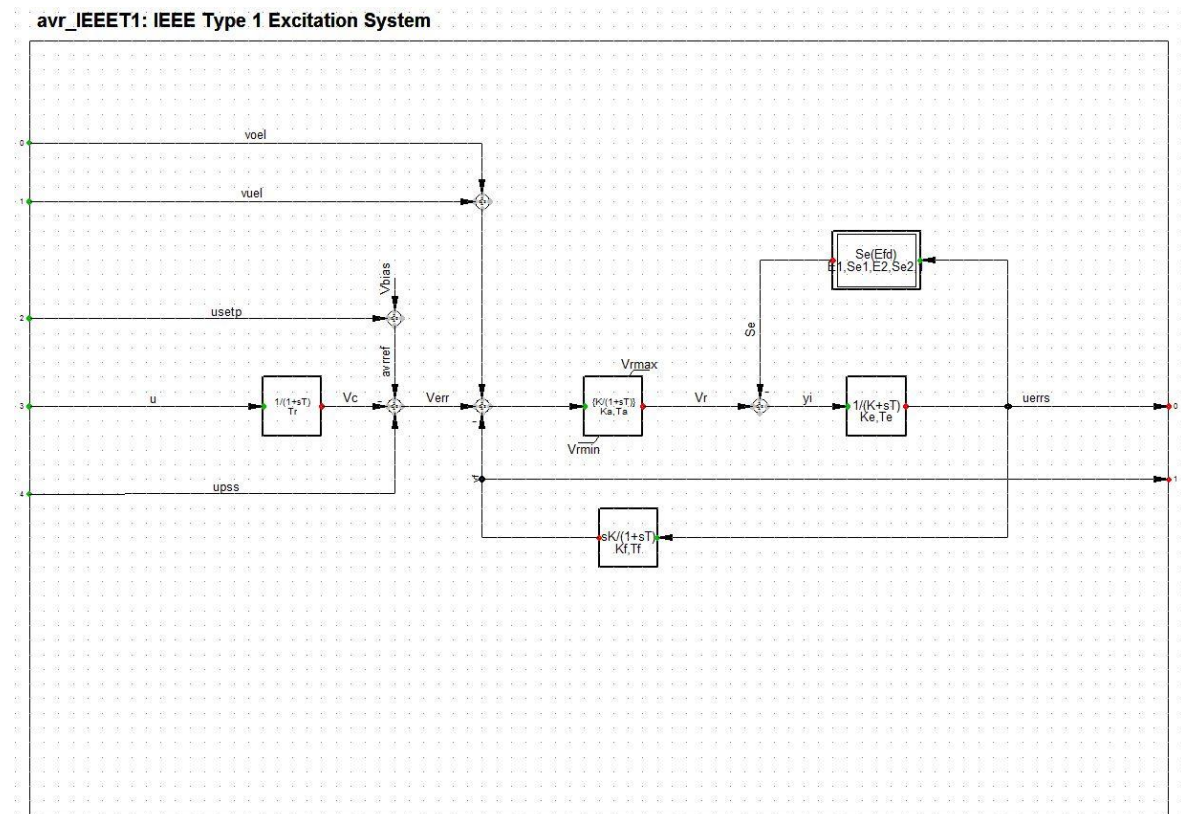 avr_IEEET1: IEEE Type 1 Excitation System
voel
0
vuel
1
Se(Efd)
E1,Se1,E2,Se2,
Vbias
usetp
2
Se
avrref
Vrmax
1/(1+sT)
Tr
{K/(1+sT)}
Ka,Ta
1/(K+sT)
Ke,Te
u
Vc
-
Verr
Vr
-
yi
uerrs
3
0
Vrmin
-
upss
4
1
sK/(1+sT)
Kf,Tf